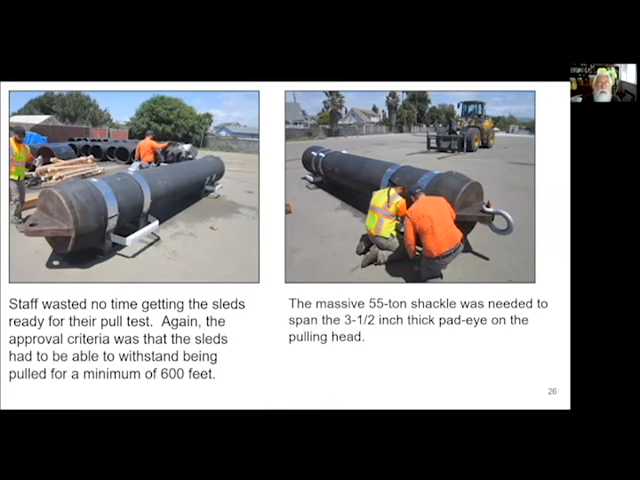 Staff wasted no time getting the sleds
ready for their pull test.  Again, the
approval criteria was that the sleds
had to be able to withstand being
pulled for a minimum of 600 feet.
The massive 55-ton shackle was needed to
span the 3-1/2 inch thick pad-eye on the
pulling head.
26